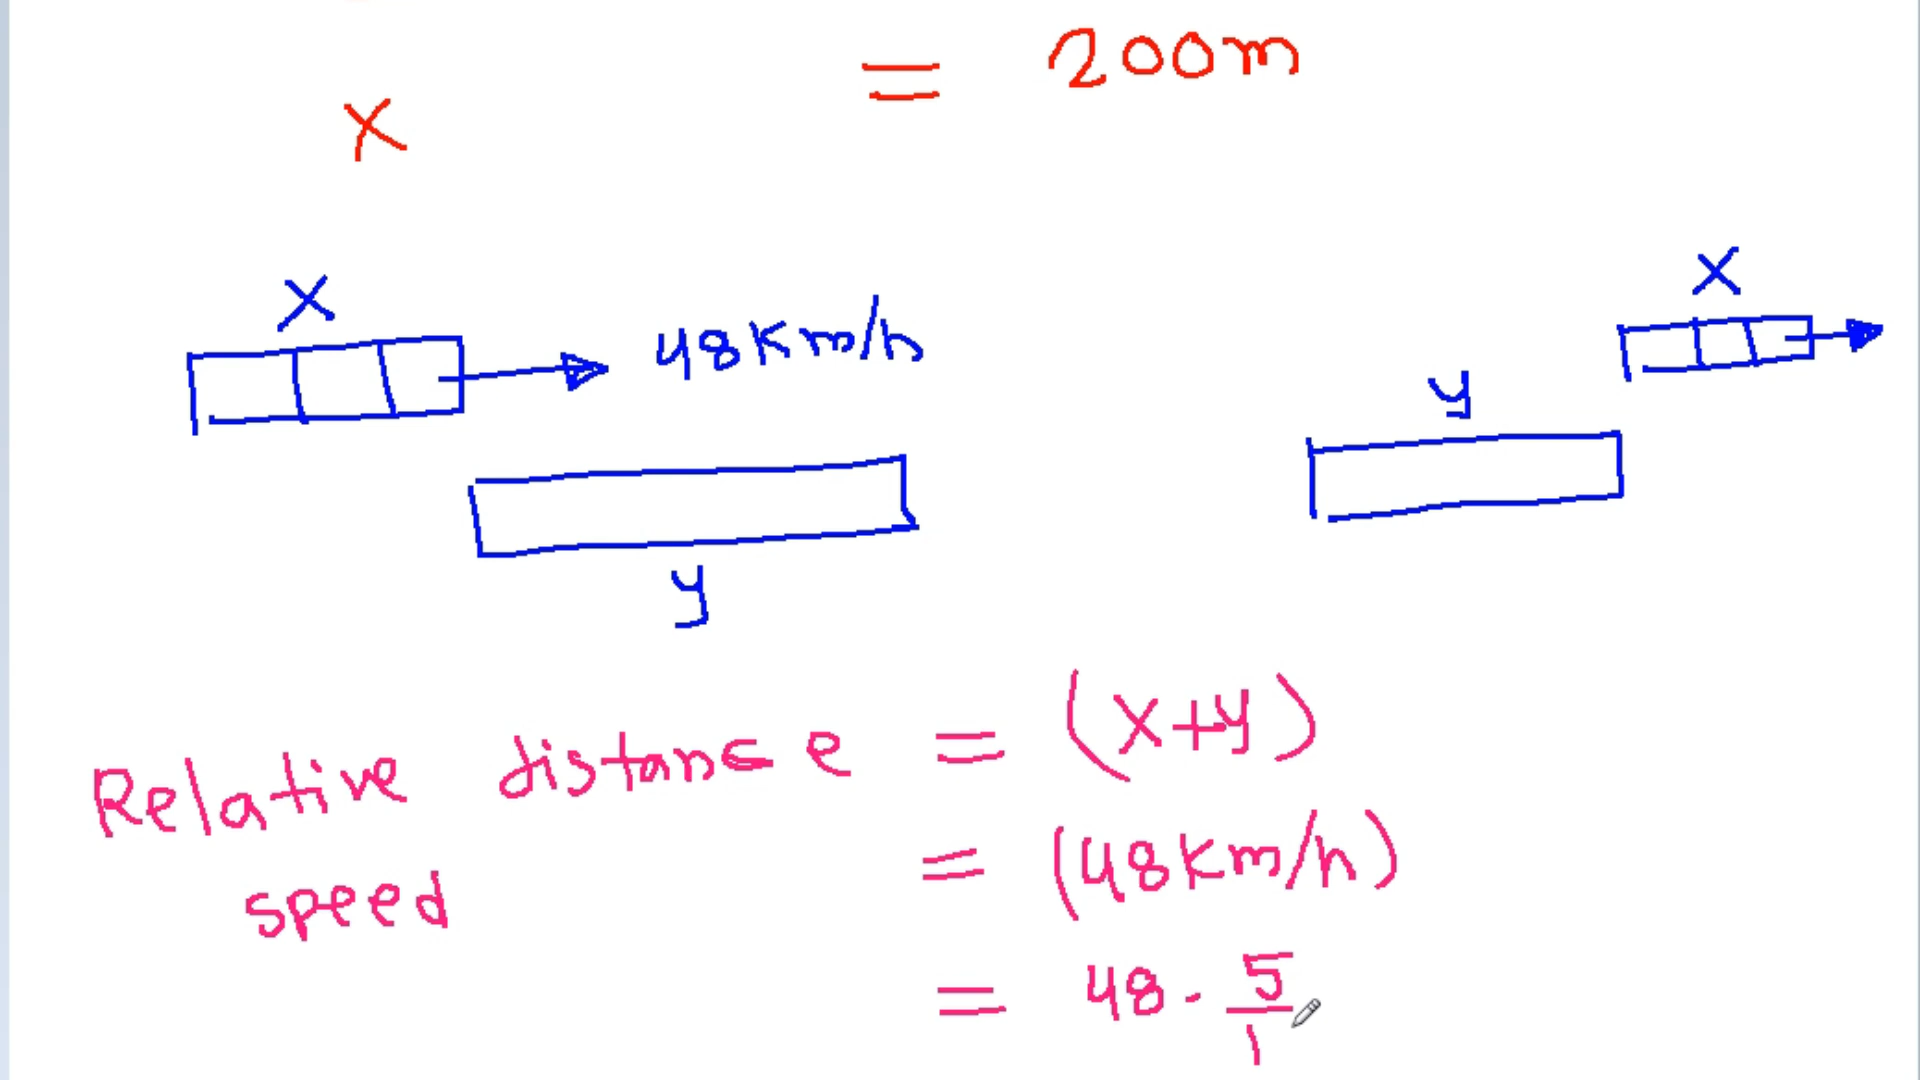 = 200m
x
x
48km/h
x
y
y
Relative distance = (x+y)
speed = (48km/h)
= 48 · 5/1